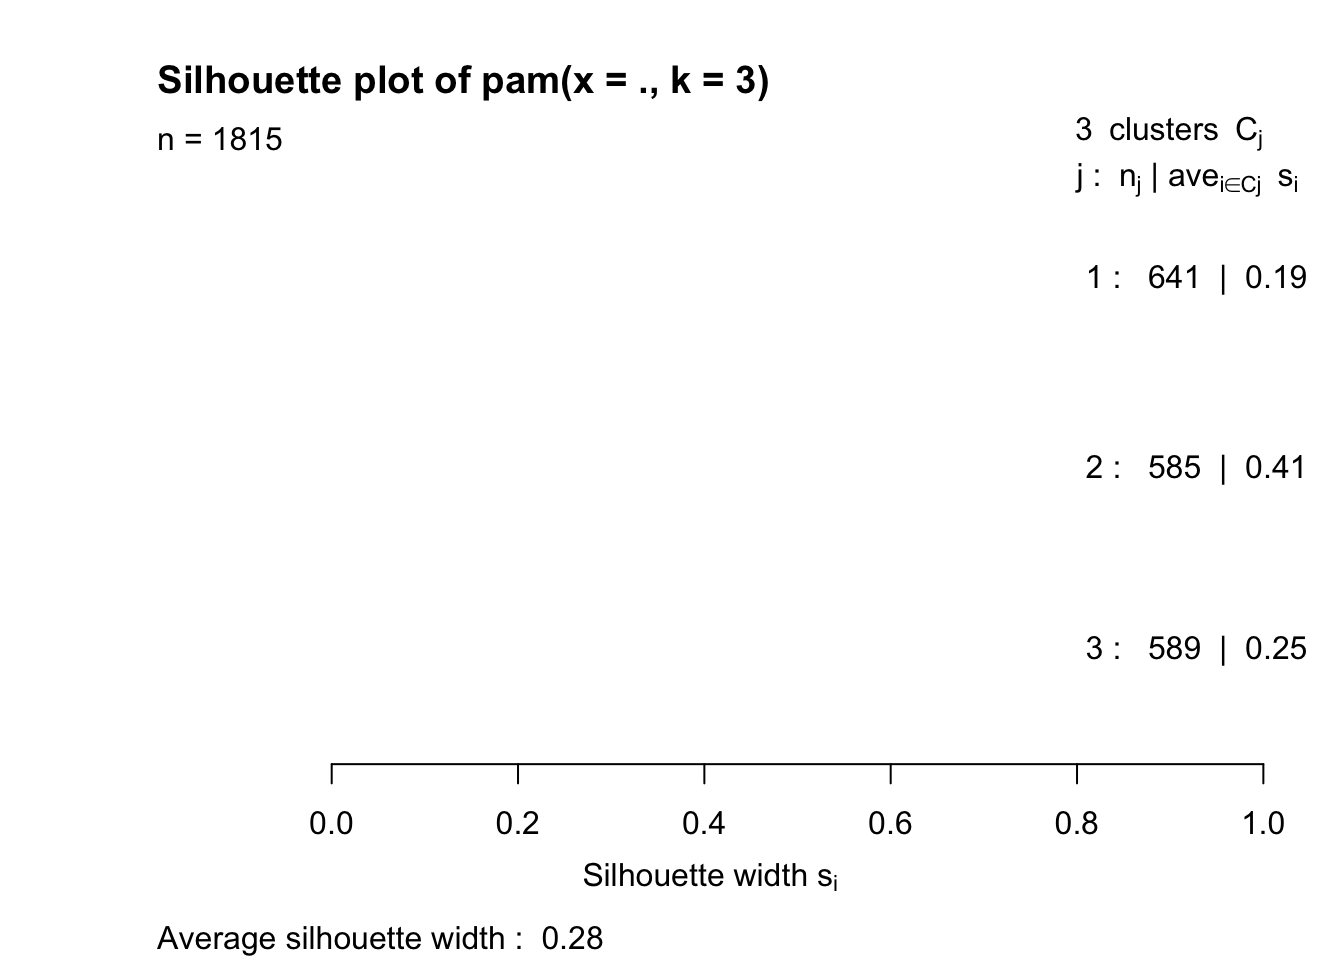 Silhouette plot of pam(x = ., k = 3)
n = 1815
3 clusters Cj
j : nj | avei∈Cj si
1 : 641 | 0.19
2 : 585 | 0.41
3 : 589 | 0.25
0.0 0.2 0.4 0.6 0.8 1.0
Silhouette width si
Average silhouette width : 0.28